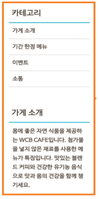 카테고리
가게 소개
기간 한정 메뉴
이벤트
소통
가게 소개
몸에 좋은 자연 식품을 제공하
는 WCB CAFE입니다. 첨가물
을 넣지 않은 재료를 사용한 메
뉴가 특징입니다. 맛있는 블렌
드 커피와 건강한 유기농 음식
으로 맛과 몸의 건강을 함께 챙
기세요.